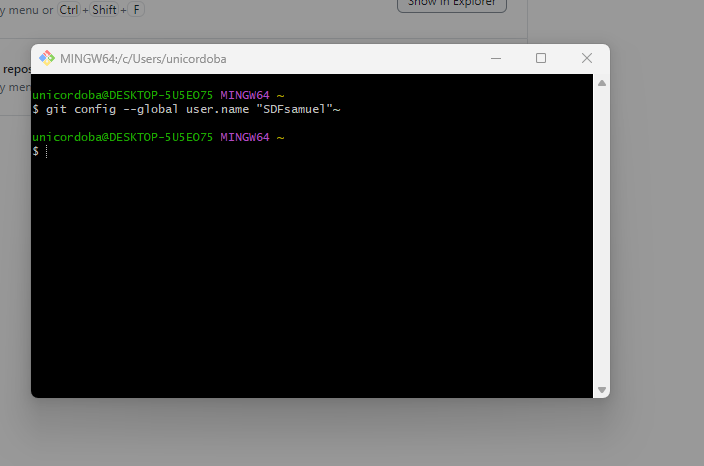 y menu or Ctrl + Shift + F
Show in Explorer
MINGW64:/c/Users/unicordoba
repos
y men
unicordoba@DESKTOP-5U5EO75 MINGW64 ~
$ git config --global user.name "SDFsamuel"~
unicordoba@DESKTOP-5U5EO75 MINGW64 ~
$